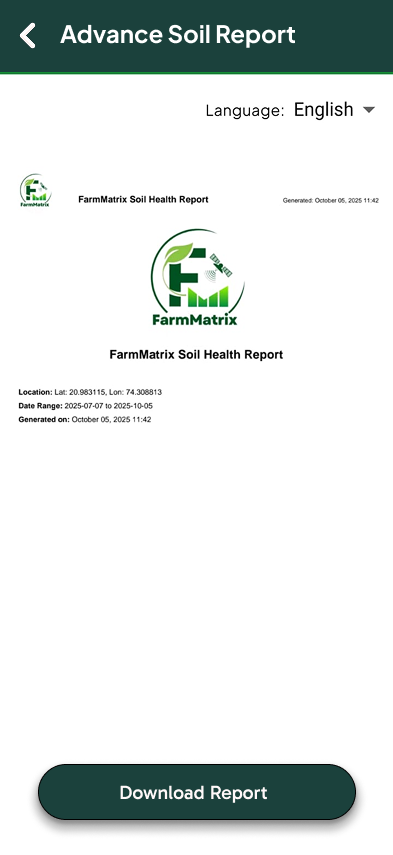 Advance Soil Report
Language: English
FarmMatrix
FarmMatrix Soil Health Report
Generated: October 05, 2025 11:42
FarmMatrix
FarmMatrix Soil Health Report
Location: Lat: 20.983115, Lon: 74.308813
Date Range: 2025-07-07 to 2025-10-05
Generated on: October 05, 2025 11:42
Download Report